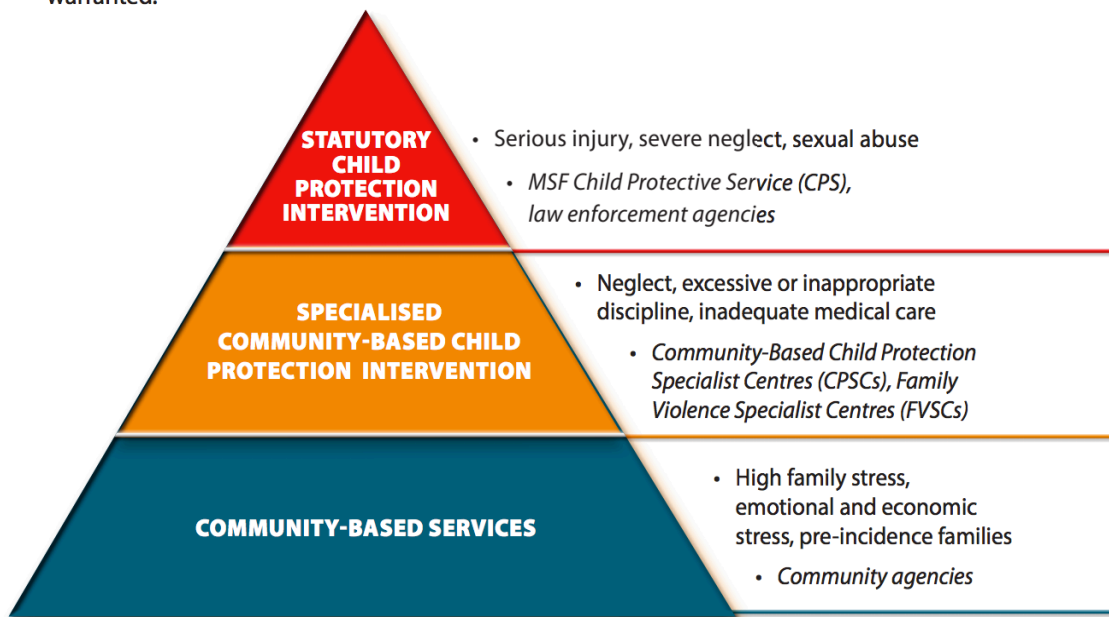 warranted.
STATUTORY
CHILD
PROTECTION
INTERVENTION
• Serious injury, severe neglect, sexual abuse
• MSF Child Protective Service (CPS),
law enforcement agencies
SPECIALISED
COMMUNITY-BASED CHILD
PROTECTION INTERVENTION
• Neglect, excessive or inappropriate
discipline, inadequate medical care
• Community-Based Child Protection
Specialist Centres (CPSCs), Family
Violence Specialist Centres (FVSCs)
COMMUNITY-BASED SERVICES
• High family stress,
emotional and economic
stress, pre-incidence families
• Community agencies